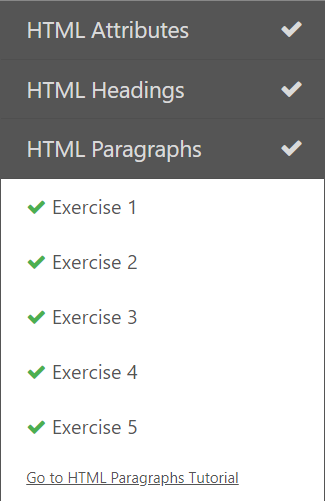 HTML Attributes
HTML Headings
HTML Paragraphs
Exercise 1
Exercise 2
Exercise 3
Exercise 4
Exercise 5
Go to HTML Paragraphs Tutorial